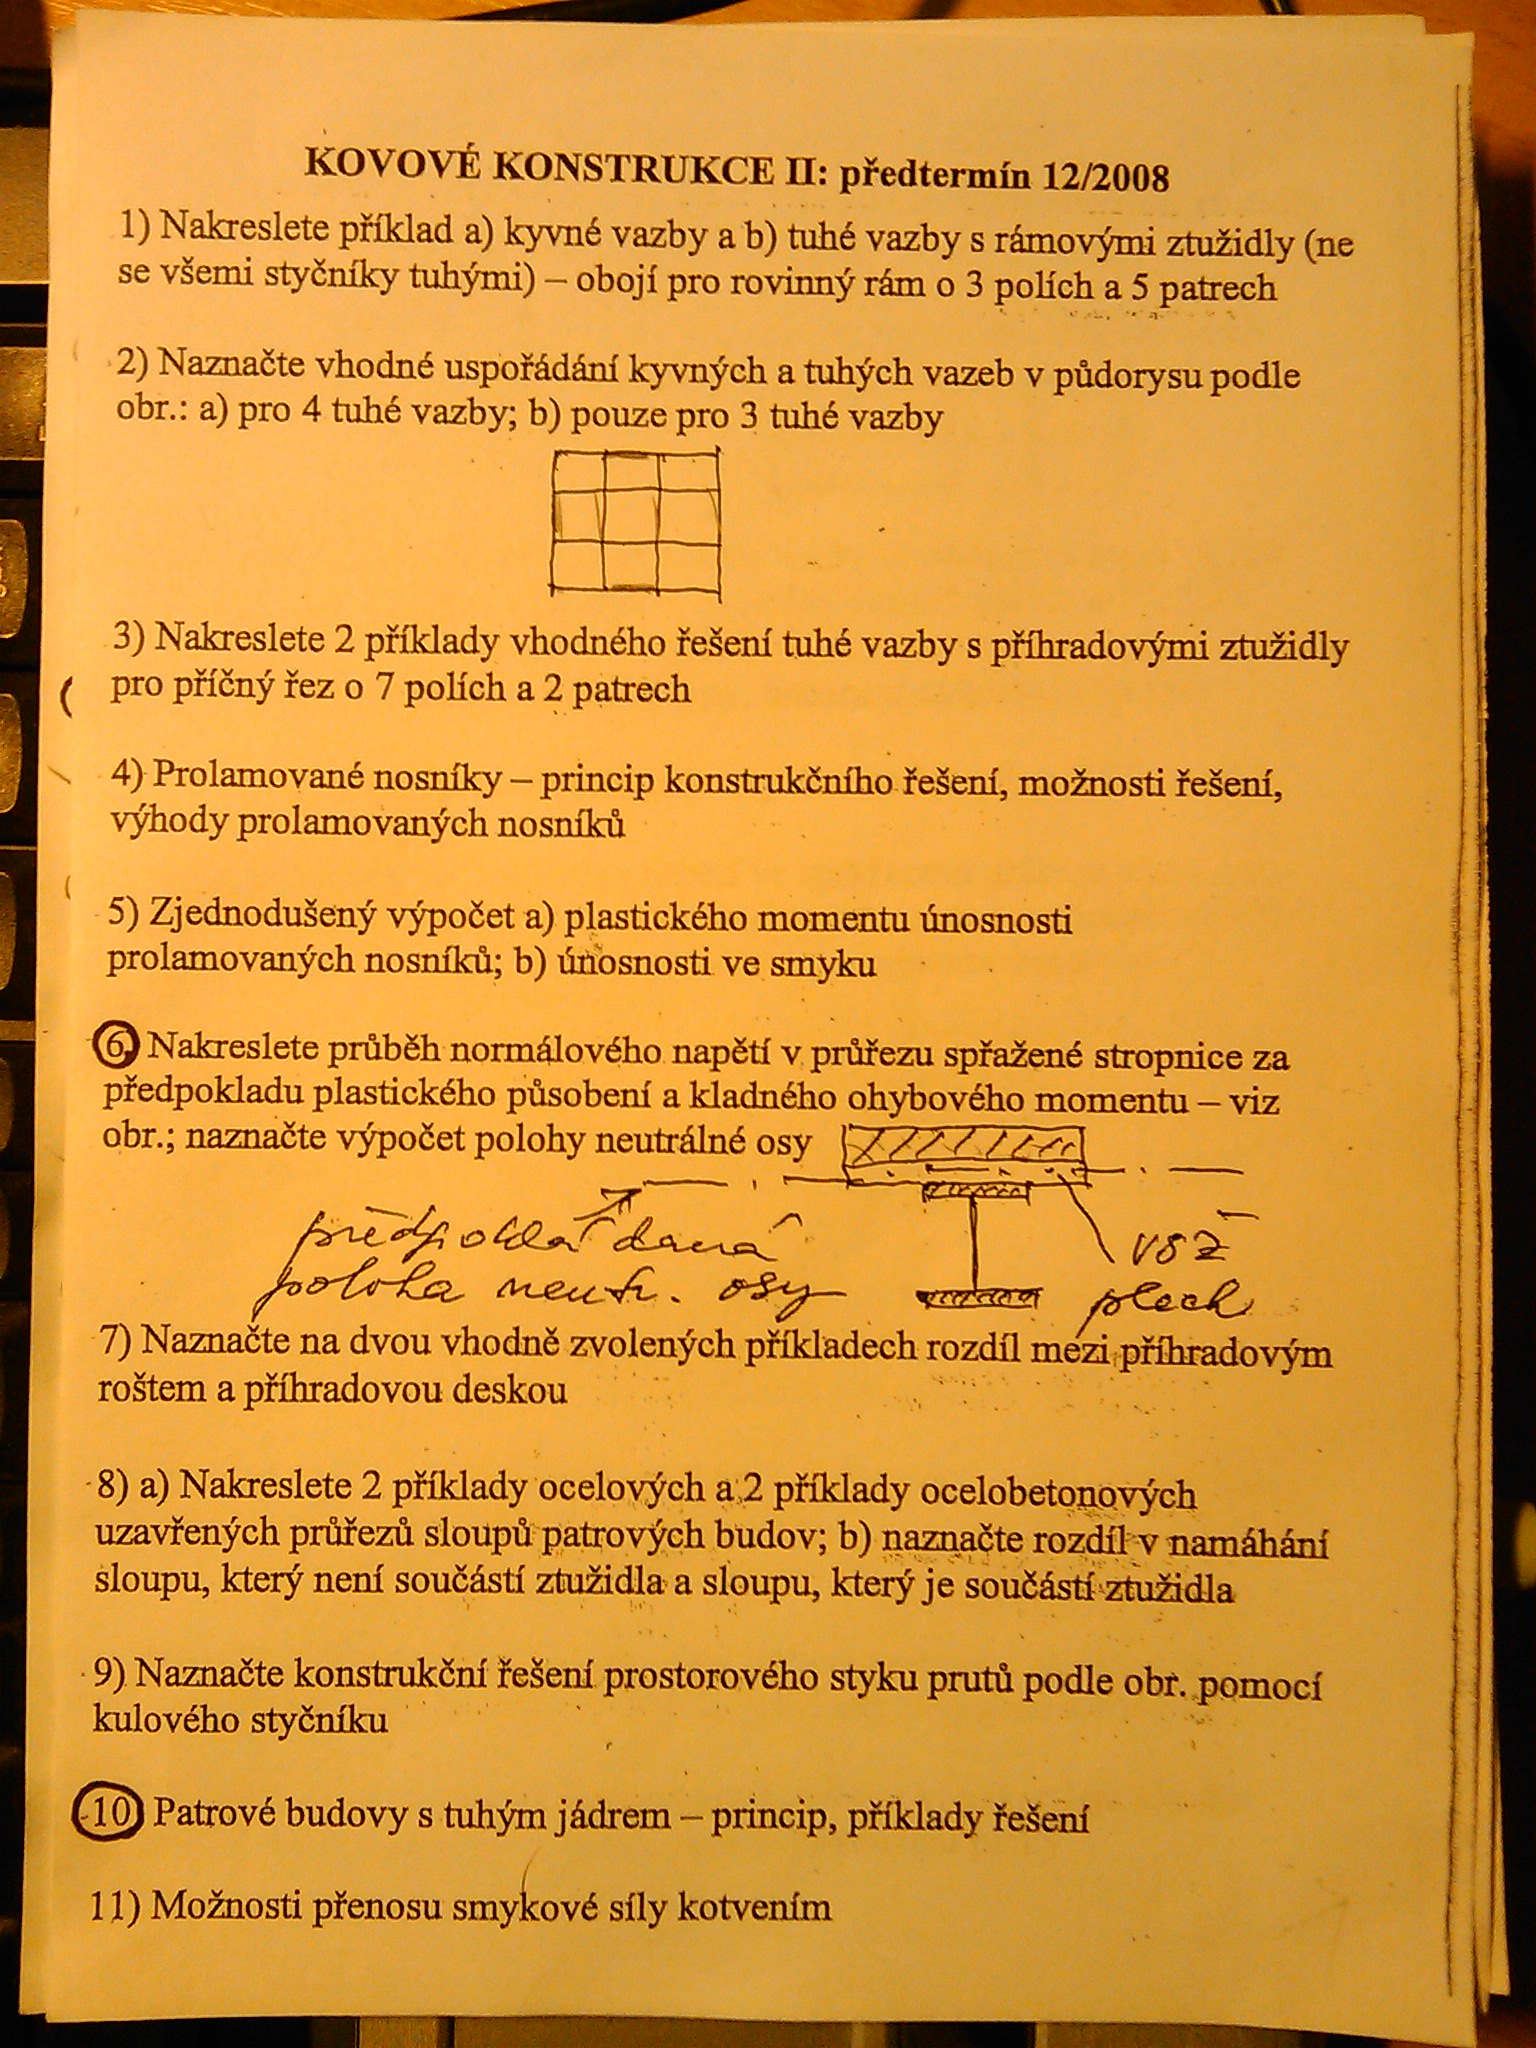 KOVOVÉ KONSTRUKCE II: předtermín 12/2008
1) Nakreslete příklad a) kyvné vazby a b) tuhé vazby s rámovými ztužidly (ne
se všemi styčníky tuhými) – obojí pro rovinný rám o 3 polích a 5 patrech
2) Naznačte vhodné uspořádání kyvných a tuhých vazeb v půdorysu podle
obr.: a) pro 4 tuhé vazby; b) pouze pro 3 tuhé vazby
3) Nakreslete 2 příklady vhodného řešení tuhé vazby s příhradovými ztužidly
pro příčný řez o 7 polích a 2 patrech
4) Prolamované nosníky – princip konstrukčního řešení, možnosti řešení,
výhody prolamovaných nosníků
5) Zjednodušený výpočet a) plastického momentu únosnosti
prolamovaných nosníků; b) únosnosti ve smyku
6) Nakreslete průběh normálového napětí v průřezu spřažené stropnice za
předpokladu plastického působení a kladného ohybového momentu – viz
obr.; naznačte výpočet polohy neutrálné osy
předpokládaná
poloha neutr. osy
VSŽ
plech
7) Naznačte na dvou vhodně zvolených příkladech rozdíl mezi příhradovým
roštem a příhradovou deskou
8) a) Nakreslete 2 příklady ocelových a 2 příklady ocelobetonových
uzavřených průřezů sloupů patrových budov; b) naznačte rozdíl v namáhání
sloupu, který není součástí ztužidla a sloupu, který je součástí ztužidla
9) Naznačte konstrukční řešení prostorového styku prutů podle obr. pomocí
kulového styčníku
10) Patrové budovy s tuhým jádrem – princip, příklady řešení
11) Možnosti přenosu smykové síly kotvením